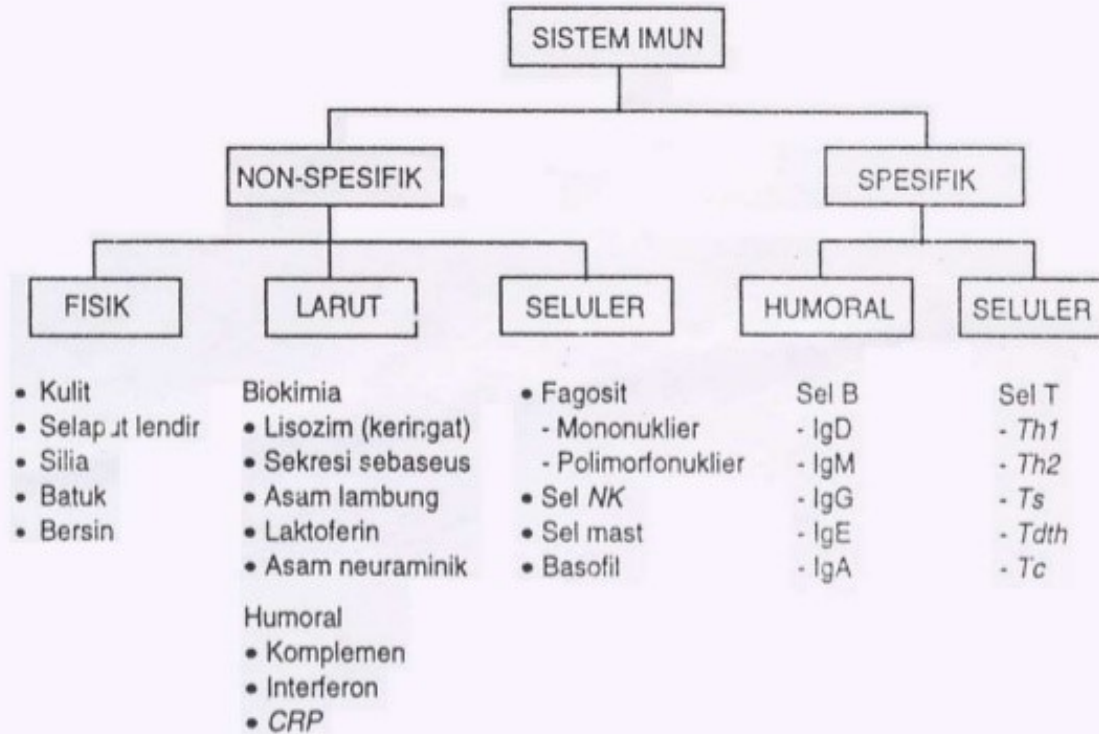 SISTEM IMUN
NON-SPESIFIK
SPESIFIK
FISIK
LARUT
SELULER
HUMORAL
SELULER
• Kulit
• Selaput lendir
• Silia
• Batuk
• Bersin
Biokimia
• Lisozim (keringat)
• Sekresi sebaseus
• Asam lambung
• Laktoferin
• Asam neuraminik
Humoral
• Komplemen
• Interferon
• CRP
• Fagosit
- Mononuklier
- Polimorfonuklier
• Sel NK
• Sel mast
• Basofil
Sel B
- IgD
- IgM
- IgG
- IgE
- IgA
Sel T
- Th1
- Th2
- Ts
- Tdth
- Tc